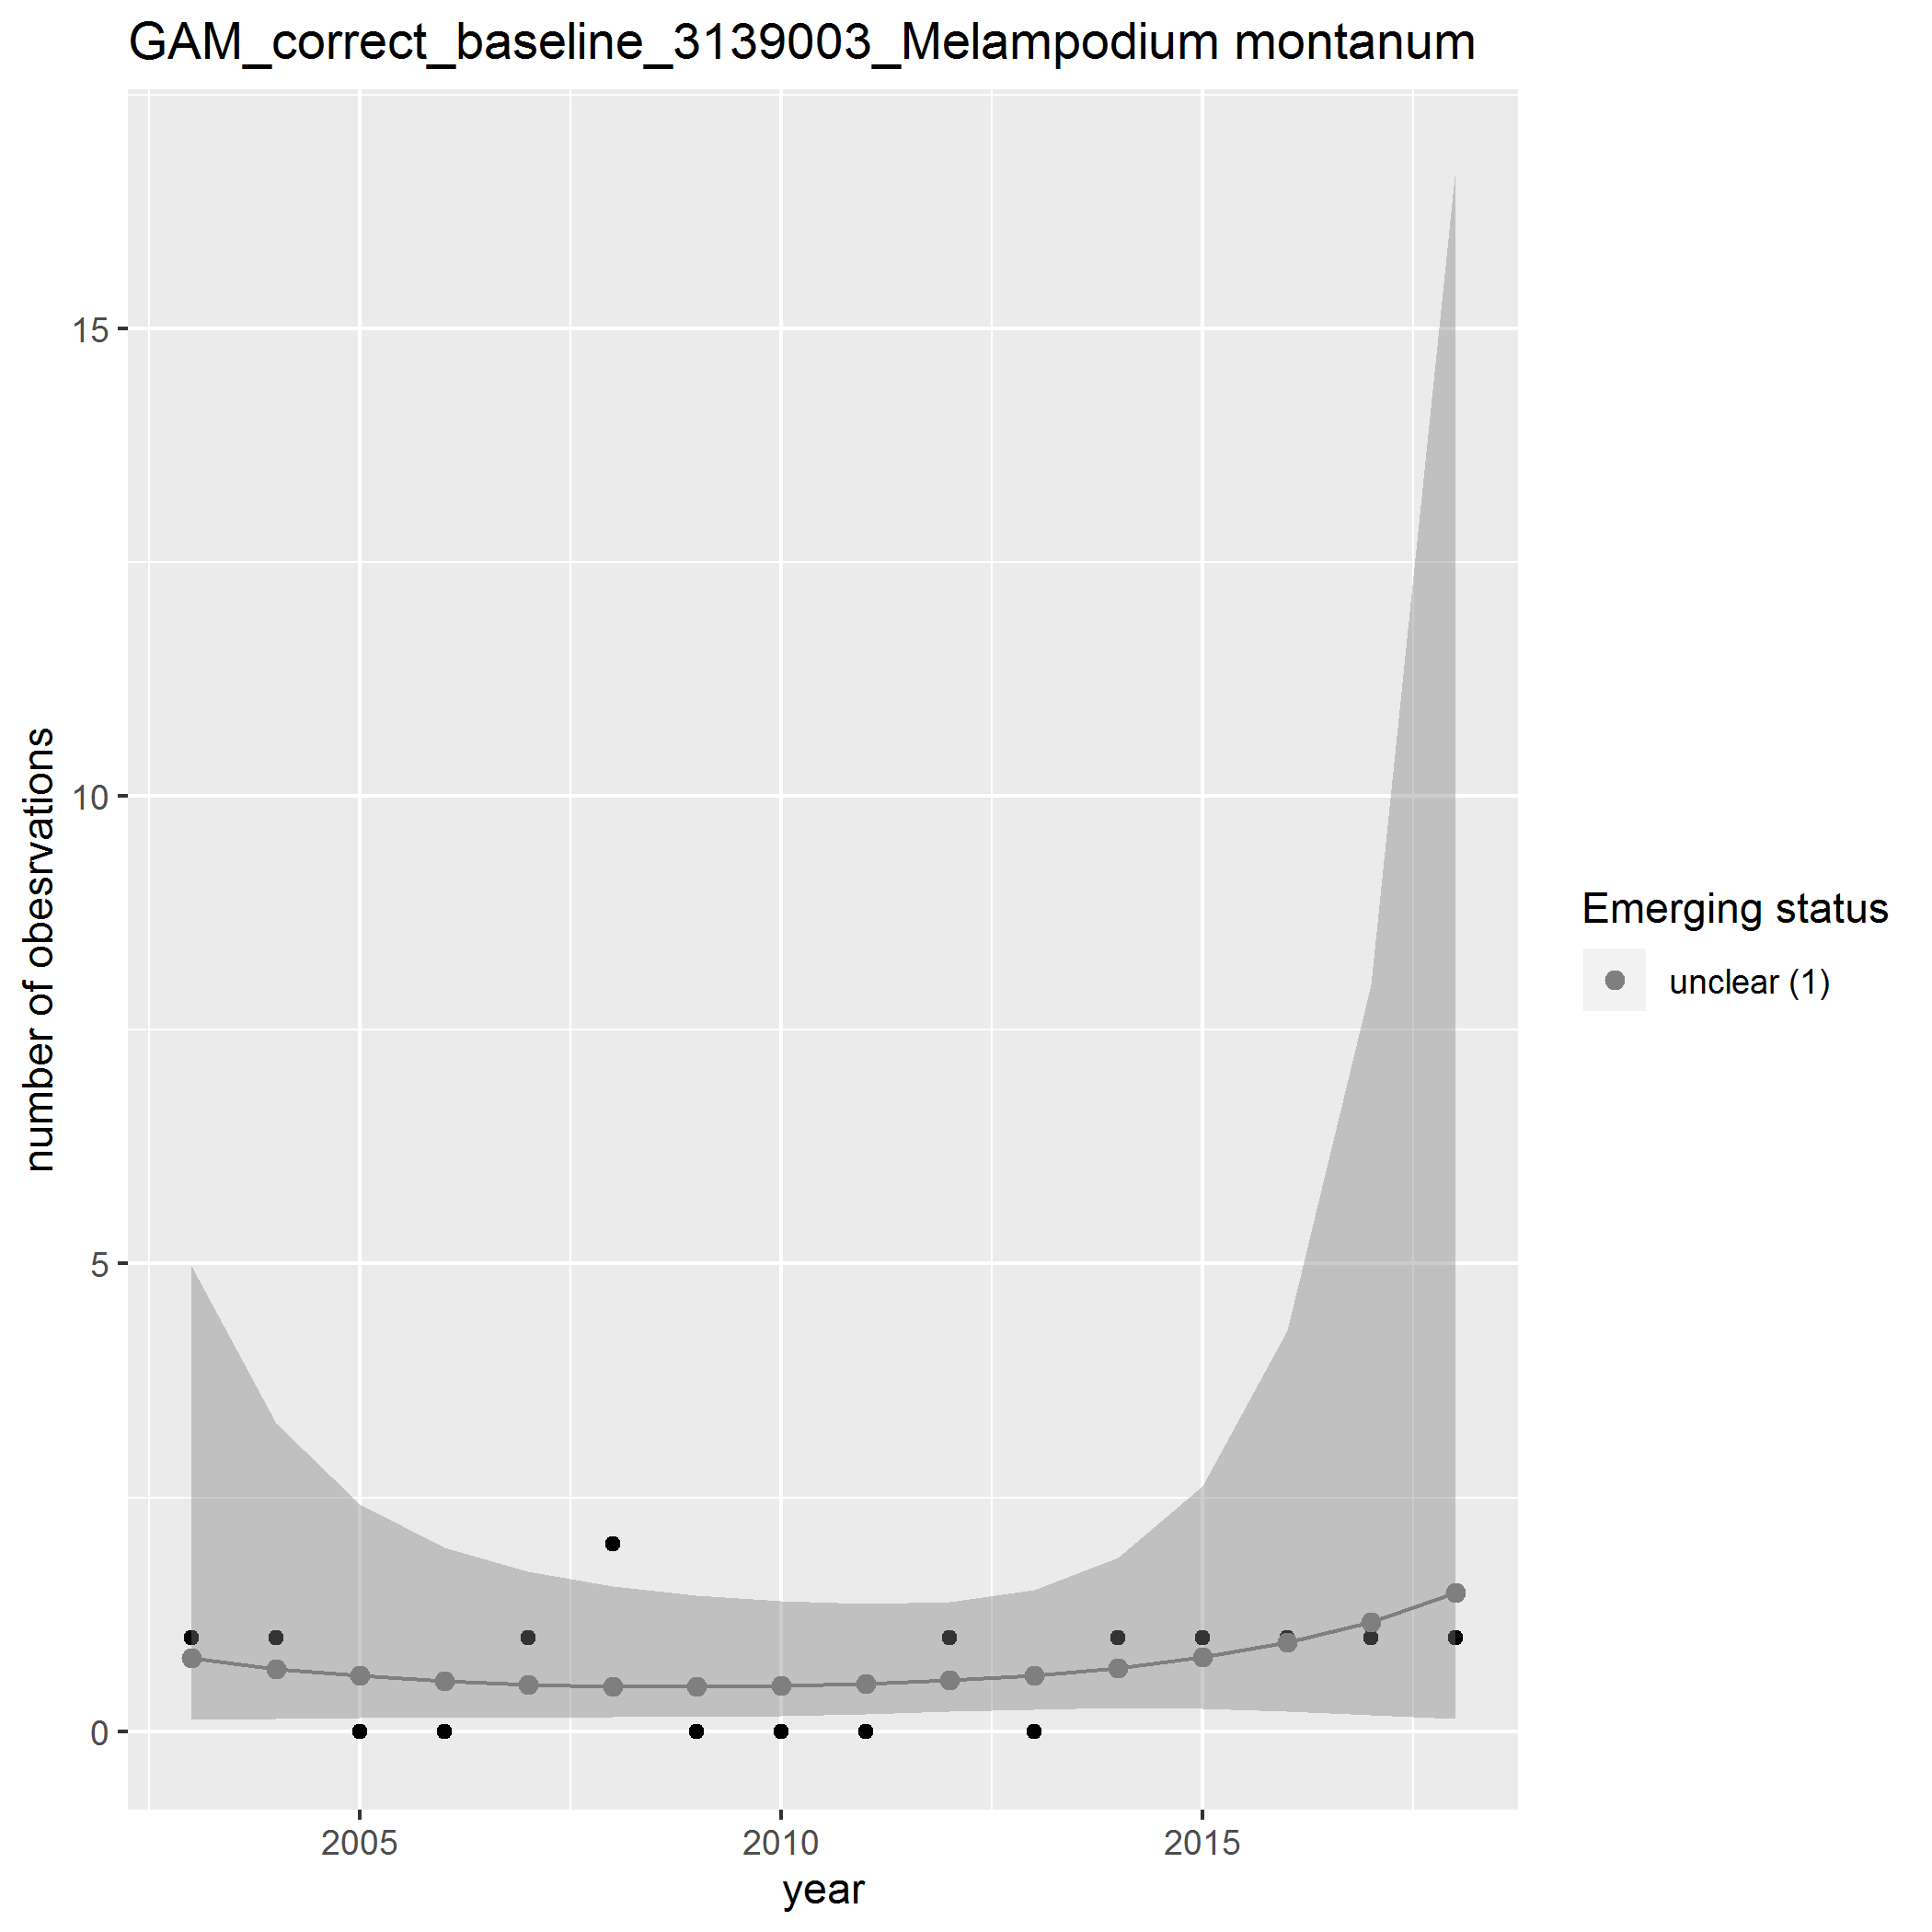 GAM_correct_baseline_3139003_Melampodium montanum
number of obesrvations
15
10
5
0
2005
2010
2015
year
Emerging status
unclear (1)